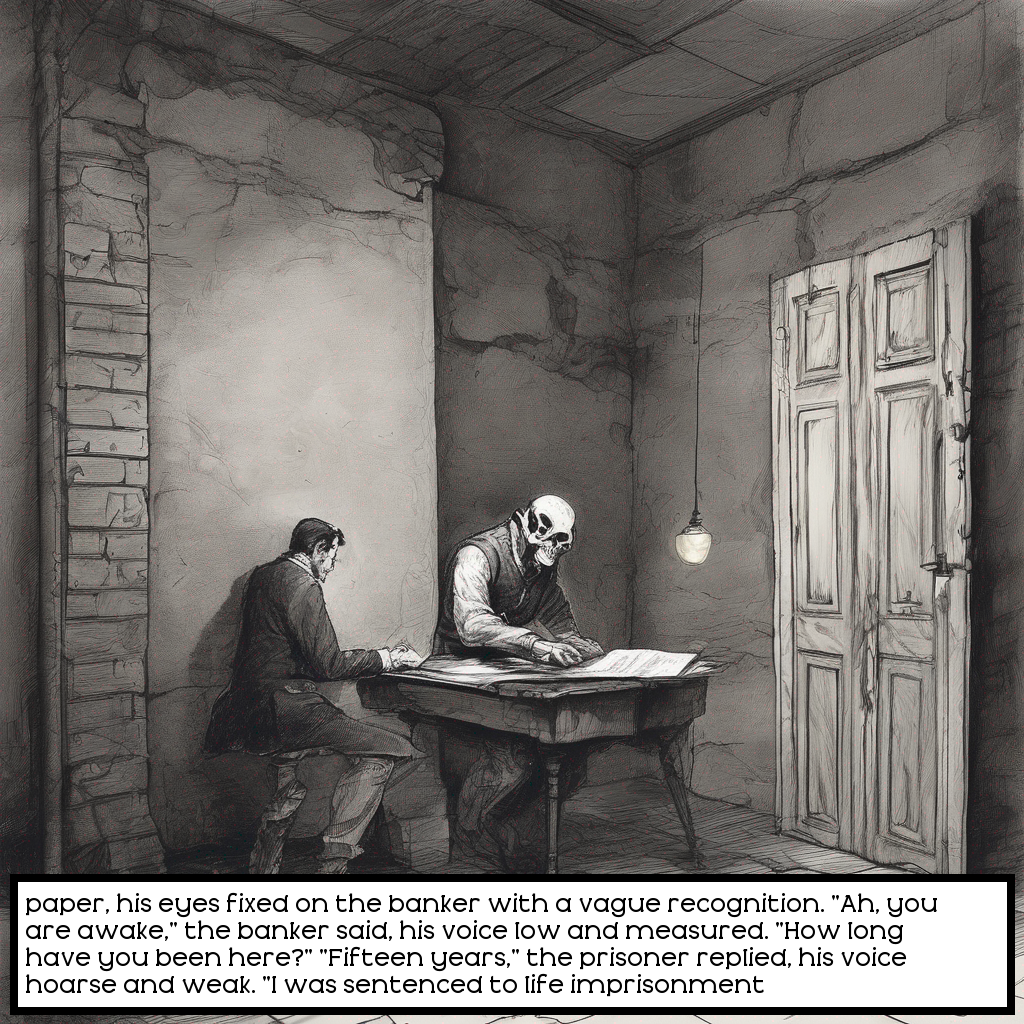 paper, his eyes fixed on the banker with a vague recognition. "Ah, you
are awake," the banker said, his voice low and measured. "How long
have you been here?" "Fifteen years," the prisoner replied, his voice
hoarse and weak. "I was sentenced to life imprisonment